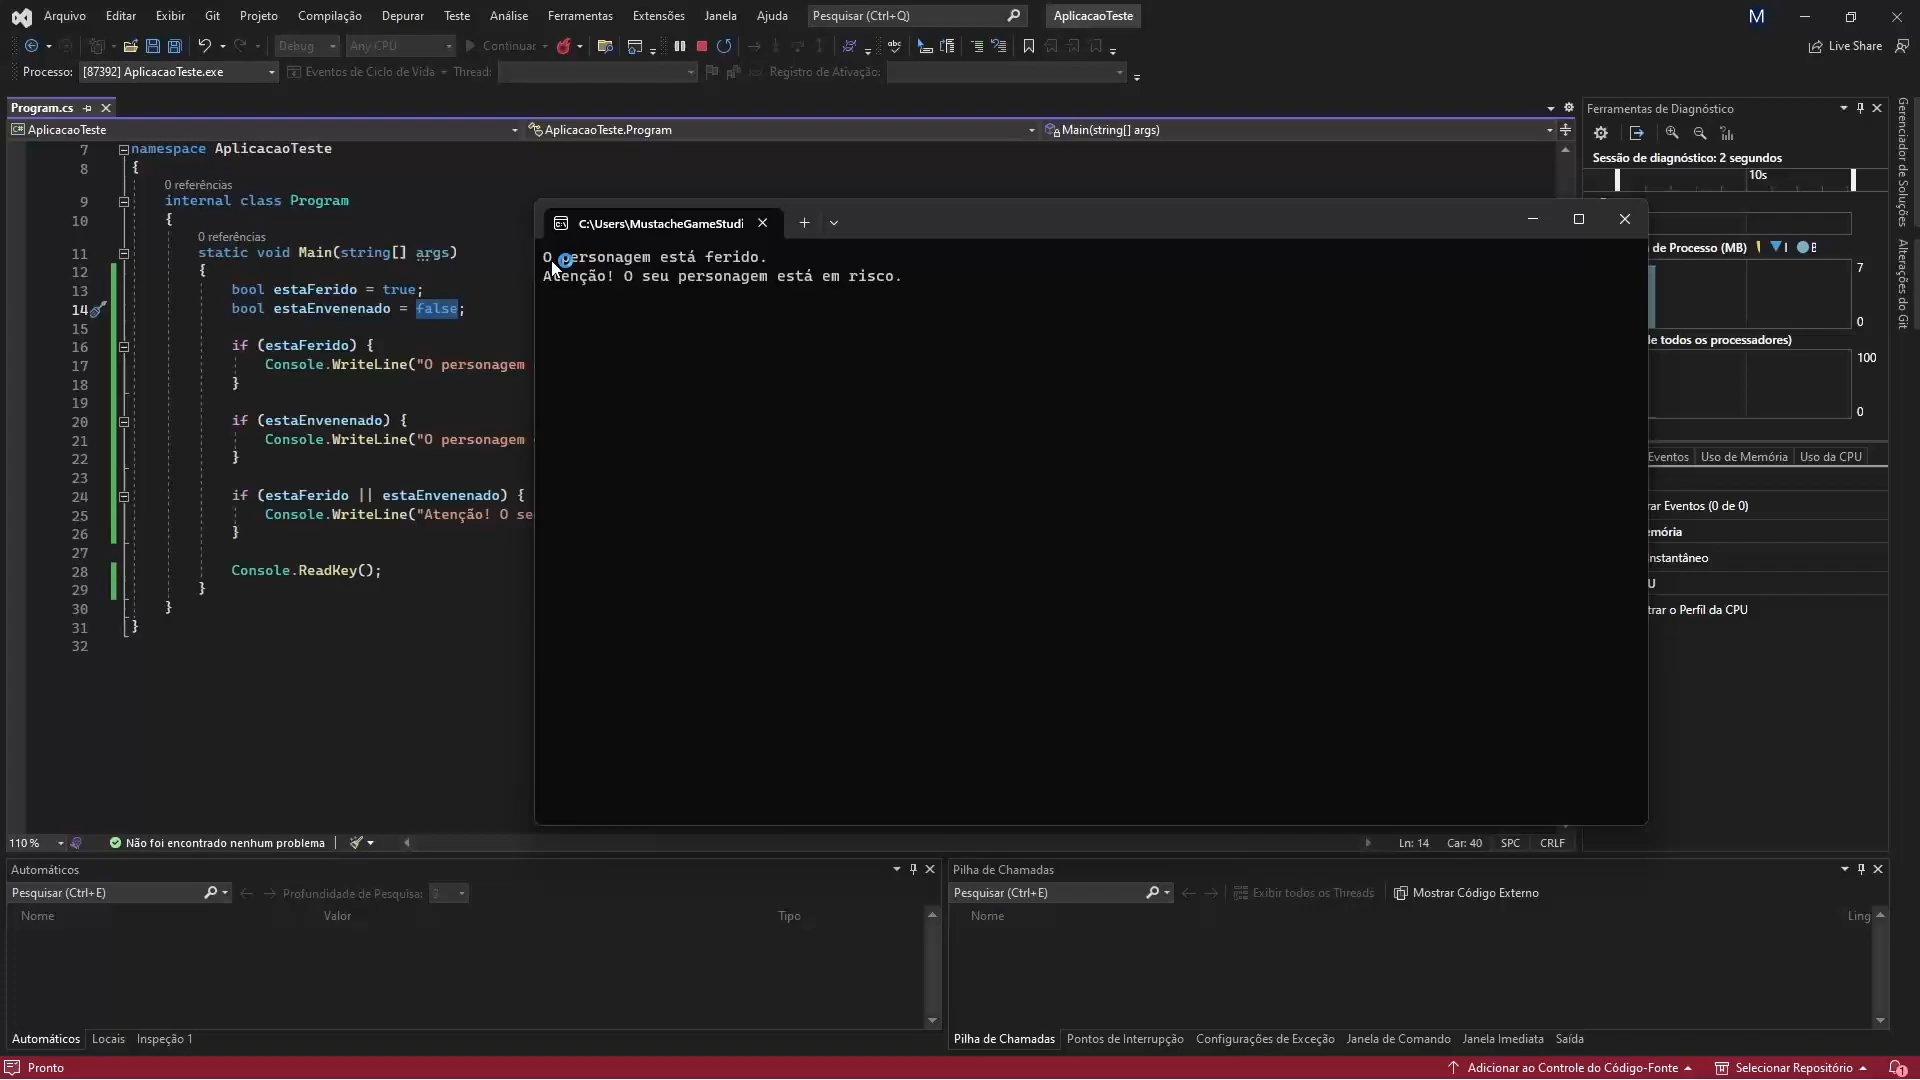 Arquivo Editar Exibir Git Projeto Compilação Depurar Teste Análise Ferramentas Extensões Janela Ajuda Pesquisar (Ctrl+Q) AplicacaoTeste M
Debug Any CPU Continuar Live Share
Processo: [87392] AplicacaoTeste.exe Eventos de Ciclo de Vida Thread: Registro de Ativação:
Program.cs
AplicacaoTeste AplicacaoTeste.Program Main(string[] args)
7 namespace AplicacaoTeste
8 {
0 referências
9 internal class Program
10 {
0 referências
11 static void Main(string[] args)
12 {
13 bool estaFerido = true;
14 bool estaEnvenenado = false;
15
16 if (estaFerido) {
17 Console.WriteLine("O personagem
18 }
19
20 if (estaEnvenenado) {
21 Console.WriteLine("O personagem
22 }
23
24 if (estaFerido || estaEnvenenado) {
25 Console.WriteLine("Atenção! O se
26 }
27
28 Console.ReadKey();
29 }
30 }
31 }
32
C:\Users\MustacheGameStudi
O personagem está ferido.
Atenção! O seu personagem está em risco.
Ferramentas de Diagnóstico
Sessão de diagnóstico: 2 segundos
10s
de Processo (MB)
7
0
de todos os processadores)
100
0
Eventos Uso de Memória Uso da CPU
rar Eventos (0 de 0)
emória
nstantâneo
U
trar o Perfil da CPU
Gerenciador de Soluções
Alterações do Git
110 % Não foi encontrado nenhum problema Ln: 14 Car: 40 SPC CRLF
Automáticos
Pesquisar (Ctrl+E) Profundidade de Pesquisa:
Nome Valor Tipo
Automáticos Locais Inspeção 1
Pilha de Chamadas
Pesquisar (Ctrl+E) Exibir todos os Threads Mostrar Código Externo
Nome Ling
Pilha de Chamadas Pontos de Interrupção Configurações de Exceção Janela de Comando Janela Imediata Saída
Pronto Adicionar ao Controle do Código-Fonte Selecionar Repositório 1